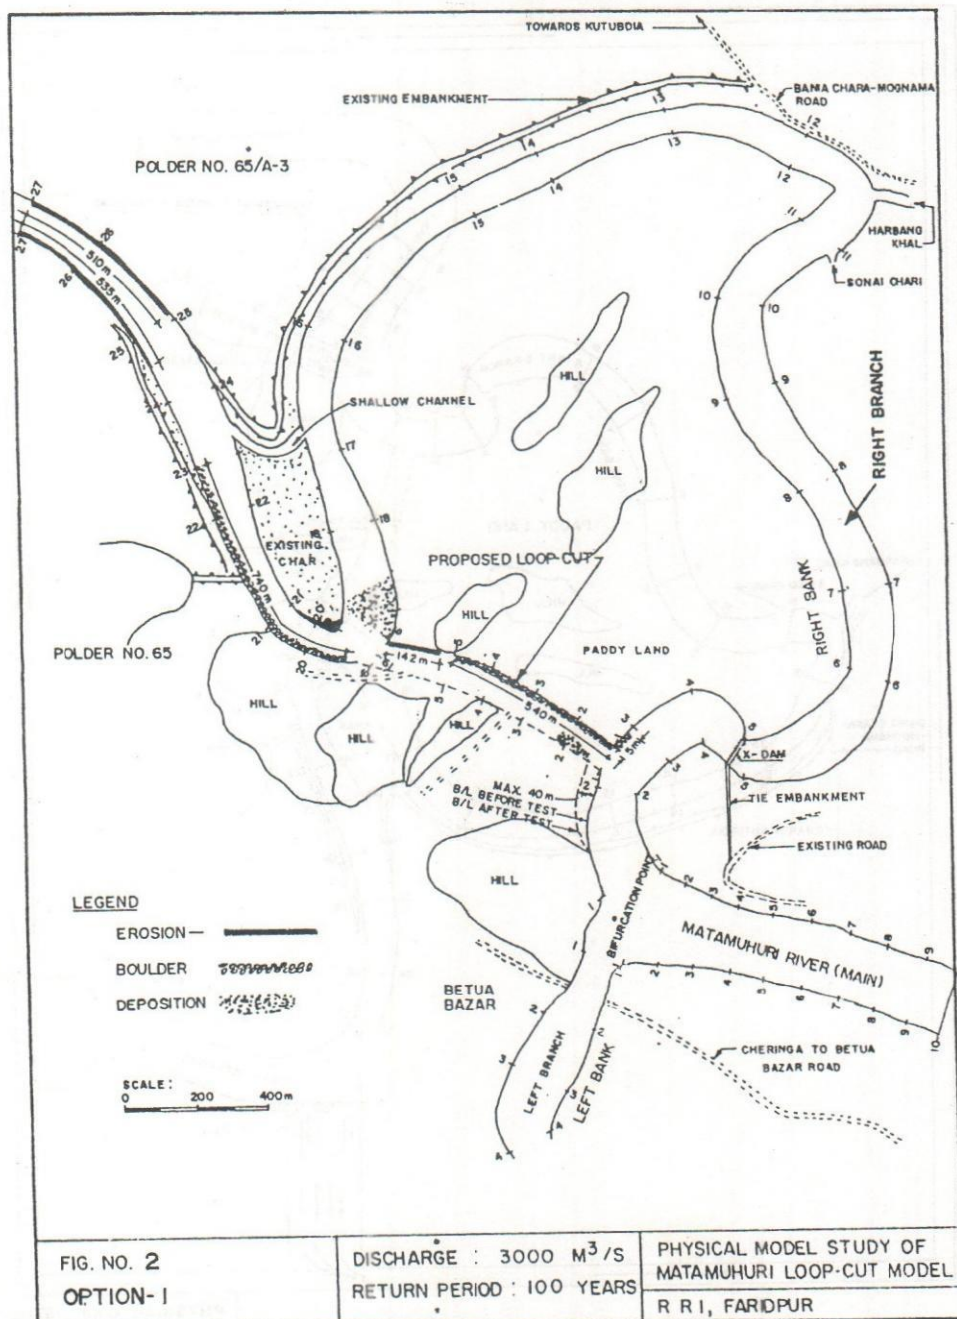 TOWARDS KUTUBDIA
EXISTING EMBANKMENT
BANIA CHARA-MOGNAMA
ROAD
POLDER NO. 65/A-3
HARBANG
KHAL
SONAI CHARI
510m
535m
SHALLOW CHANNEL
HILL
HILL
RIGHT BRANCH
EXISTING
CHAR
PROPOSED LOOP-CUT
740m
HILL
RIGHT BANK
POLDER NO. 65
142m
PADDY LAND
HILL
HILL
HILL
540m
X-DAM
MAX. 40m
B/L BEFORE TEST
B/L AFTER TEST
TIE EMBANKMENT
EXISTING ROAD
HILL
BIFURCATION POINT
MATAMUHURI RIVER (MAIN)
LEGEND
EROSION—
BOULDER
DEPOSITION
BETUA
BAZAR
LEFT BRANCH
LEFT BANK
CHERINGA TO BETUA
BAZAR ROAD
SCALE:
0 200 400m
FIG. NO. 2
OPTION-1
DISCHARGE : 3000 M³/S
RETURN PERIOD : 100 YEARS
PHYSICAL MODEL STUDY OF
MATAMUHURI LOOP-CUT MODEL
R R I, FARIDPUR